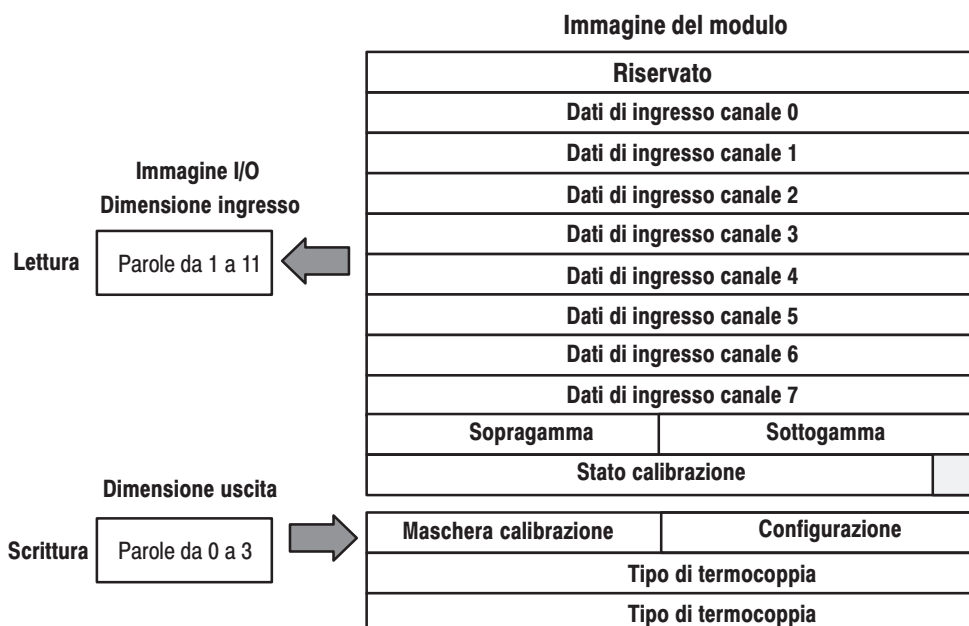 Immagine del modulo
Riservato
Dati di ingresso canale 0
Dati di ingresso canale 1
Dati di ingresso canale 2
Dati di ingresso canale 3
Dati di ingresso canale 4
Dati di ingresso canale 5
Dati di ingresso canale 6
Dati di ingresso canale 7
Sopragamma Sottogamma
Stato calibrazione
Immagine I/O
Dimensione ingresso
Lettura Parole da 1 a 11
Dimensione uscita
Scrittura Parole da 0 a 3
Maschera calibrazione Configurazione
Tipo di termocoppia
Tipo di termocoppia